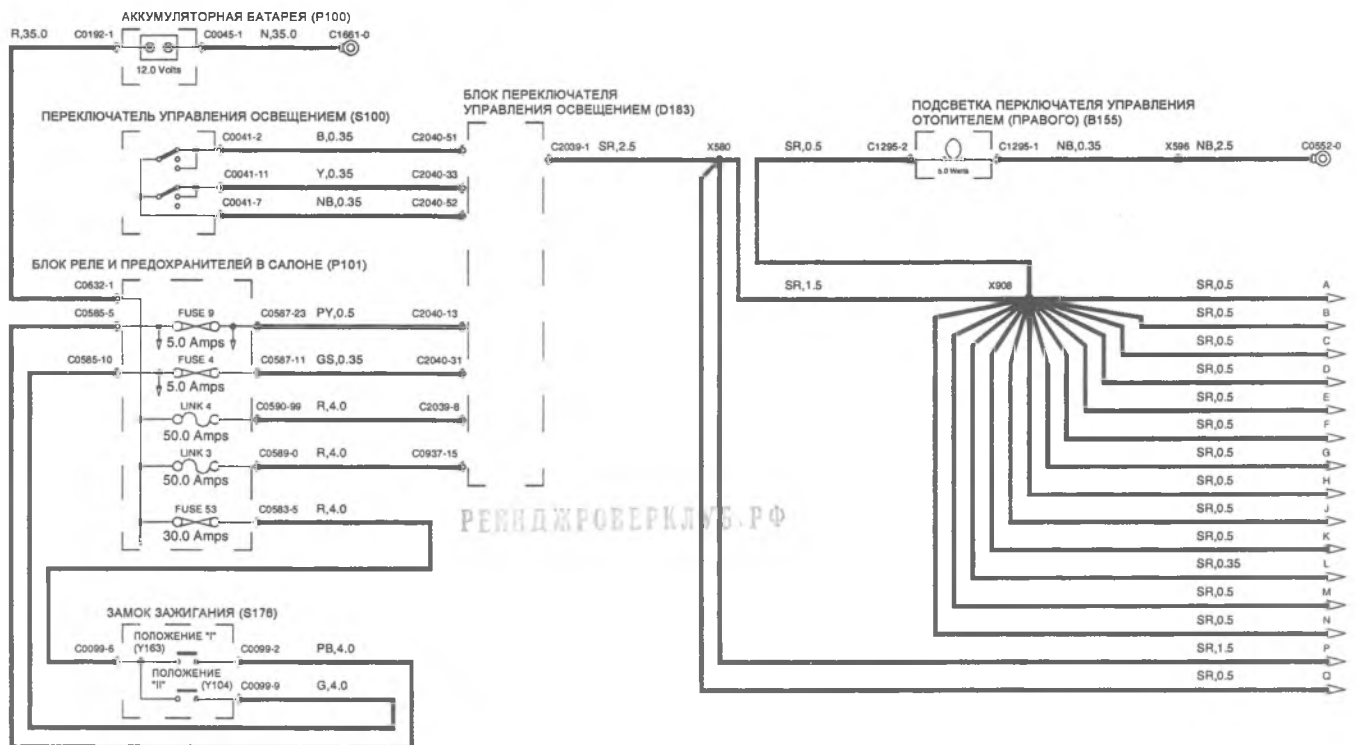 АККУМУЛЯТОРНАЯ БАТАРЕЯ (P100)
R,35.0 C0192-1 C0045-1 N,35.0 C1661-0
12.0 Volts
ПЕРЕКЛЮЧАТЕЛЬ УПРАВЛЕНИЯ ОСВЕЩЕНИЕМ (S100)
C0041-2 B,0.35 C2040-51
C0041-11 Y,0.35 C2040-33
C0041-7 NB,0.35 C2040-52
БЛОК ПЕРЕКЛЮЧАТЕЛЯ
УПРАВЛЕНИЯ ОСВЕЩЕНИЕМ (D183)
C2039-1 SR,2.5 X580
ПОДСВЕТКА ПЕРКЛЮЧАТЕЛЯ УПРАВЛЕНИЯ
ОТОПИТЕЛЕМ (ПРАВОГО) (B155)
SR,0.5 C1295-2 C1295-1 NB,0.35 X596 NB,2.5 C0552-0
5.0 Watts
БЛОК РЕЛЕ И ПРЕДОХРАНИТЕЛЕЙ В САЛОНЕ (P101)
C0632-1
C0585-5 FUSE 9 C0587-23 PY,0.5 C2040-13
5.0 Amps
C0585-10 FUSE 4 C0587-11 GS,0.35 C2040-31
5.0 Amps
LINK 4 C0590-99 R,4.0 C2039-8
50.0 Amps
LINK 3 C0589-0 R,4.0 C0937-15
50.0 Amps
FUSE 53 C0583-5 R,4.0
30.0 Amps
SR,1.5 X908 SR,0.5 A
SR,0.5 B
SR,0.5 C
SR,0.5 D
SR,0.5 E
SR,0.5 F
SR,0.5 G
SR,0.5 H
SR,0.5 J
SR,0.5 K
SR,0.35 L
SR,0.5 M
SR,0.5 N
SR,1.5 P
SR,0.5 Q
РЕЙНДЖРОВЕРКЛУБ.РФ
ЗАМОК ЗАЖИГАНИЯ (S176)
ПОЛОЖЕНИЕ "I"
C0099-6 (Y163) C0099-2 PB,4.0
ПОЛОЖЕНИЕ
"II" (Y104) C0099-9 G,4.0